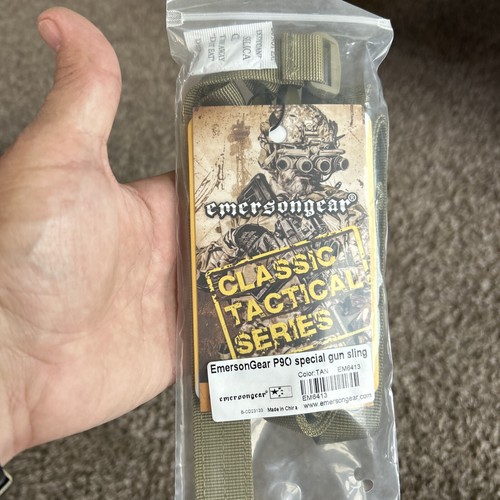 SILICA
emersongear®
CLASSIC
TACTICAL
SERIES
EmersonGear P90 special gun sling
Color:TAN EM6413
emersongear
EM6413
Made in China www.emersongear.com